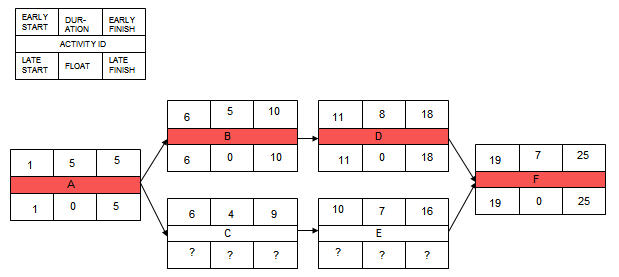 EARLY START DUR-ATION EARLY FINISH
ACTIVITY ID
LATE START FLOAT LATE FINISH
6 5 10
B
6 0 10
11 8 18
D
11 0 18
1 5 5
A
1 0 5
19 7 25
F
19 0 25
6 4 9
C
? ? ?
10 7 16
E
? ? ?